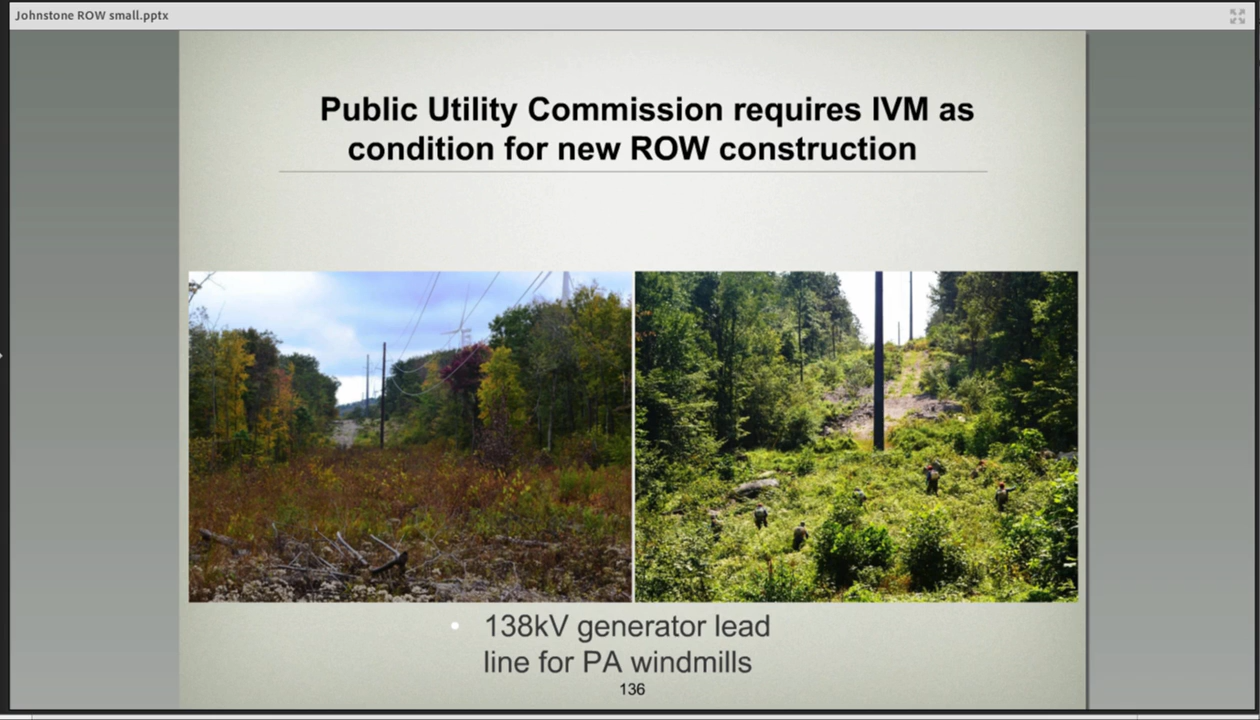 Johnstone ROW small.pptx
Public Utility Commission requires IVM as
condition for new ROW construction
• 138kV generator lead
line for PA windmills
136